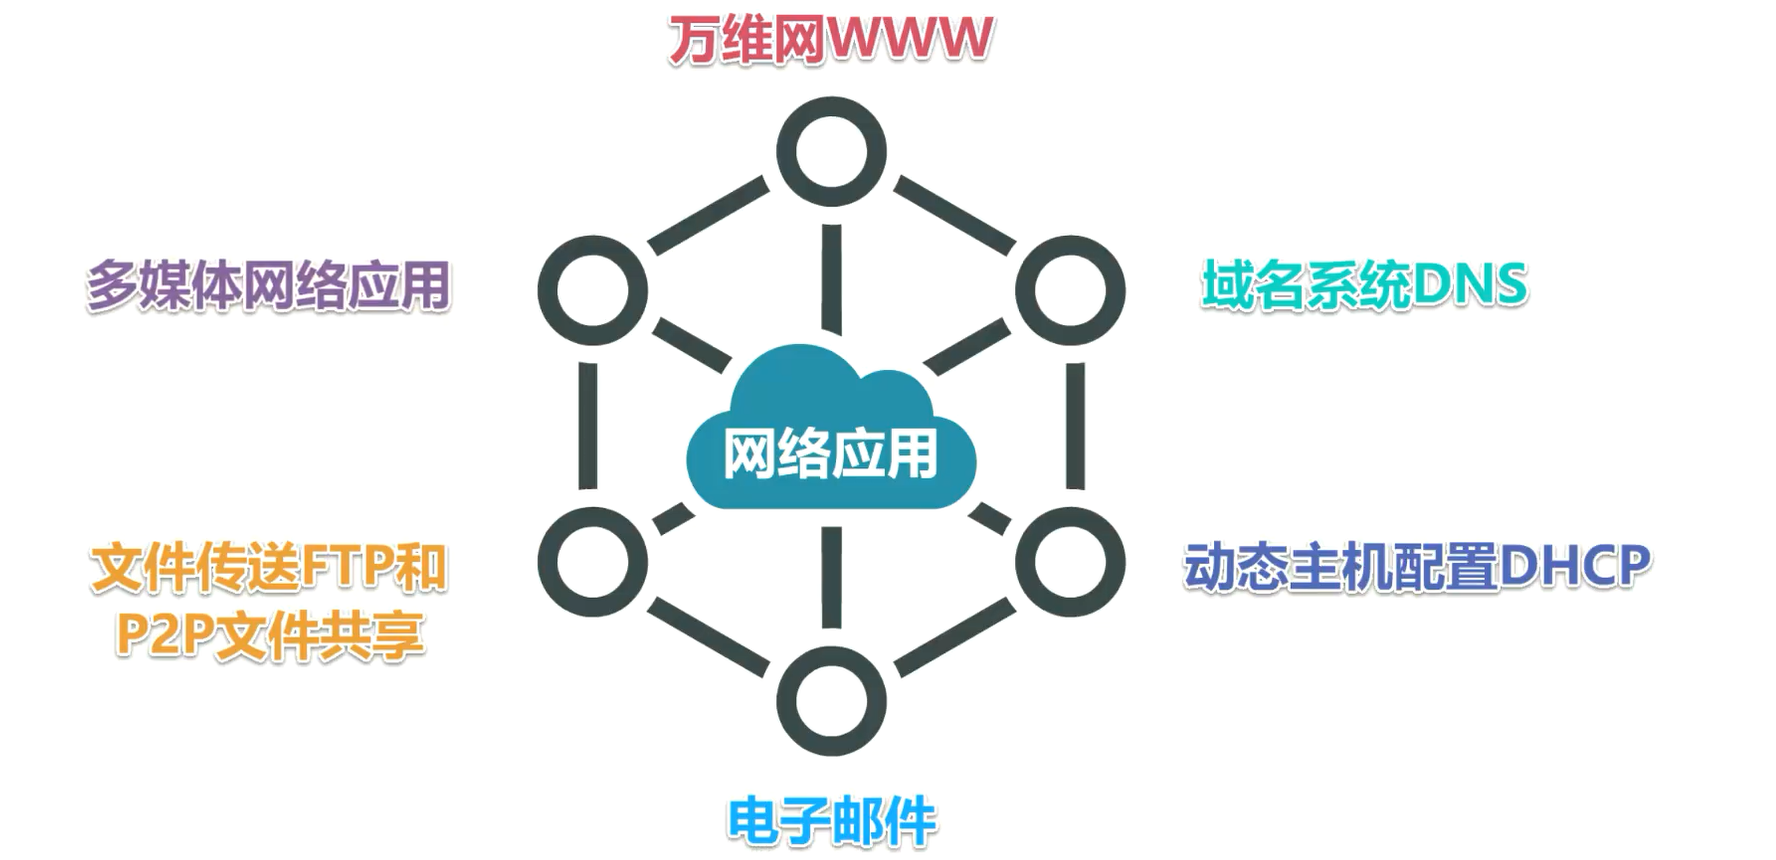 万维网WWW
多媒体网络应用
域名系统DNS
网络应用
文件传送FTP和
P2P文件共享
动态主机配置DHCP
电子邮件